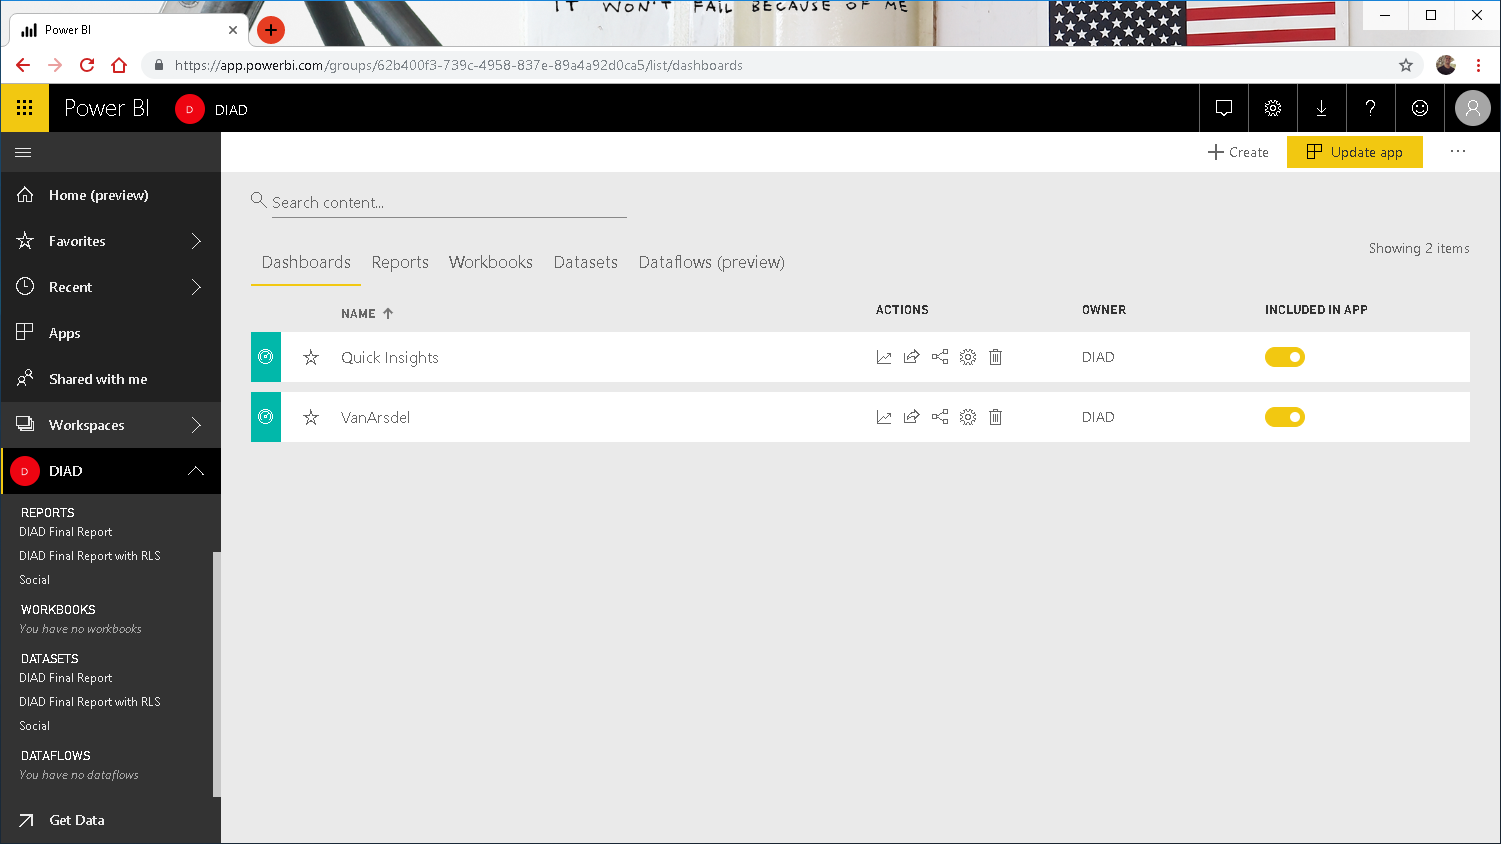 IT WON'T FAIL BECAUSE OF ME
Power BI
https://app.powerbi.com/groups/62b400f3-739c-4958-837e-89a4a92d0ca5/list/dashboards
Power BI D DIAD
Create Update app
Home (preview)
Favorites
Recent
Apps
Shared with me
Workspaces
D DIAD
REPORTS
DIAD Final Report
DIAD Final Report with RLS
Social
WORKBOOKS
You have no workbooks
DATASETS
DIAD Final Report
DIAD Final Report with RLS
Social
DATAFLOWS
You have no dataflows
Get Data
Search content...
Showing 2 items
Dashboards Reports Workbooks Datasets Dataflows (preview)
NAME ACTIONS OWNER INCLUDED IN APP
Quick Insights DIAD
VanArsdel DIAD